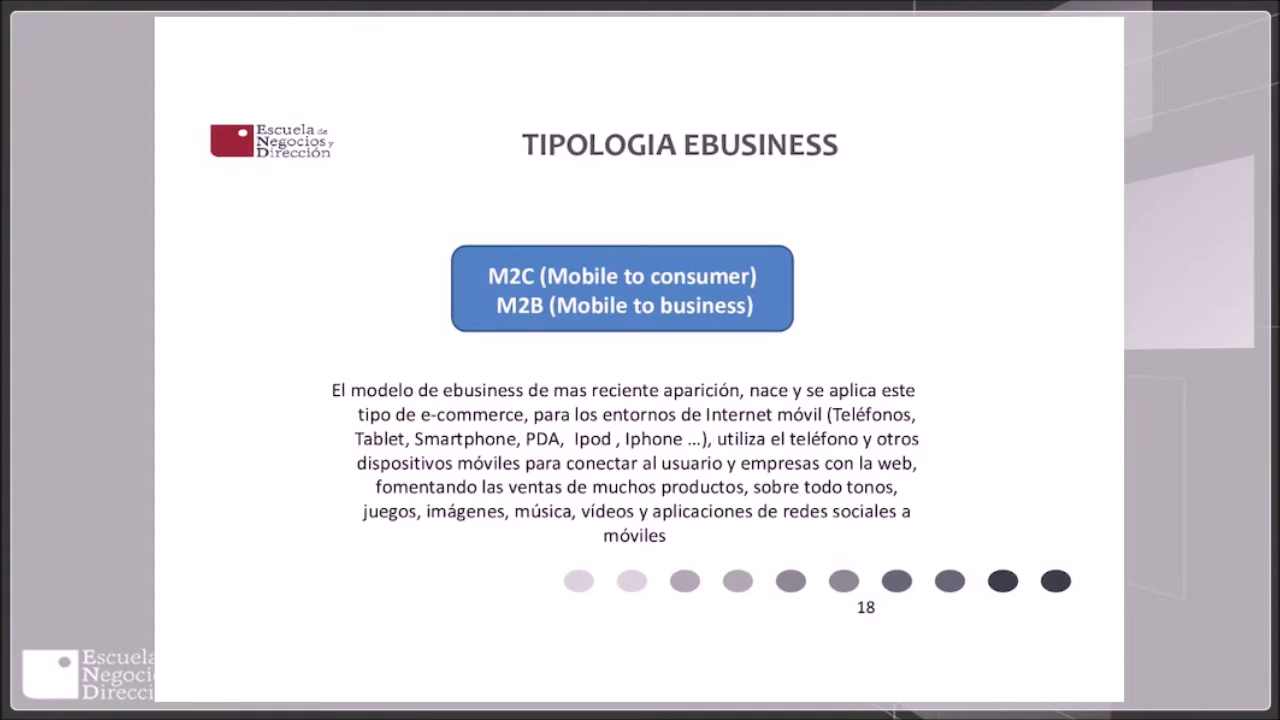 Escuela de
Negocios y
Dirección
TIPOLOGIA EBUSINESS
M2C (Mobile to consumer)
M2B (Mobile to business)
El modelo de ebusiness de mas reciente aparición, nace y se aplica este
tipo de e-commerce, para los entornos de Internet móvil (Teléfonos,
Tablet, Smartphone, PDA, Ipod , Iphone ...), utiliza el teléfono y otros
dispositivos móviles para conectar al usuario y empresas con la web,
fomentando las ventas de muchos productos, sobre todo tonos,
juegos, imágenes, música, vídeos y aplicaciones de redes sociales a
móviles
18
Escuela
Negoci
Direcci